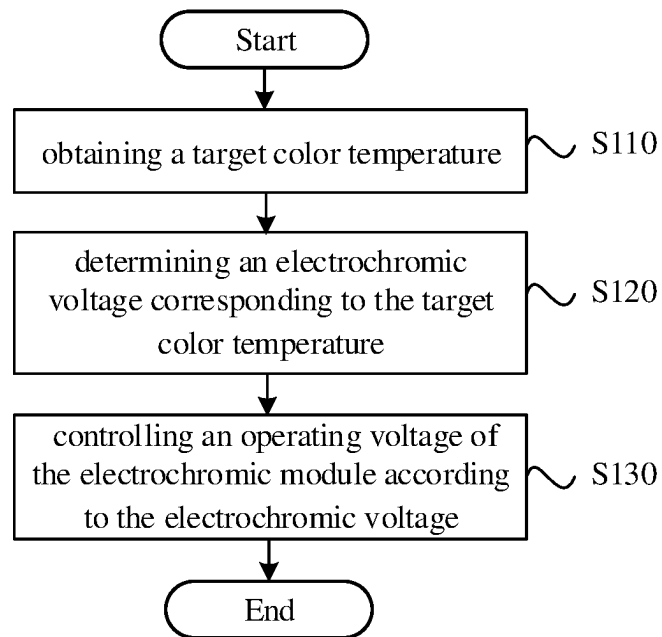 Start
obtaining a target color temperature
S110
determining an electrochromic
voltage corresponding to the target
color temperature
S120
controlling an operating voltage of
the electrochromic module according
to the electrochromic voltage
S130
End